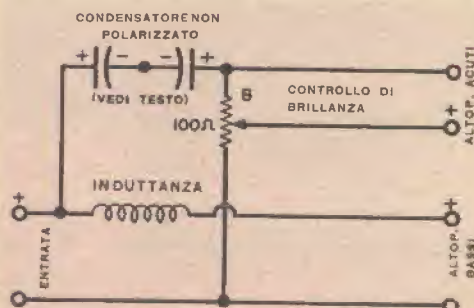 CONDENSATORE NON
POLARIZZATO
+ - - +
(VEDI TESTO)
B
100Ω
CONTROLLO DI
BRILLANZA
+
ALTOP. ACUTI
+
INDUTTANZA
+
ENTRATA
ALTOP.
BASSI